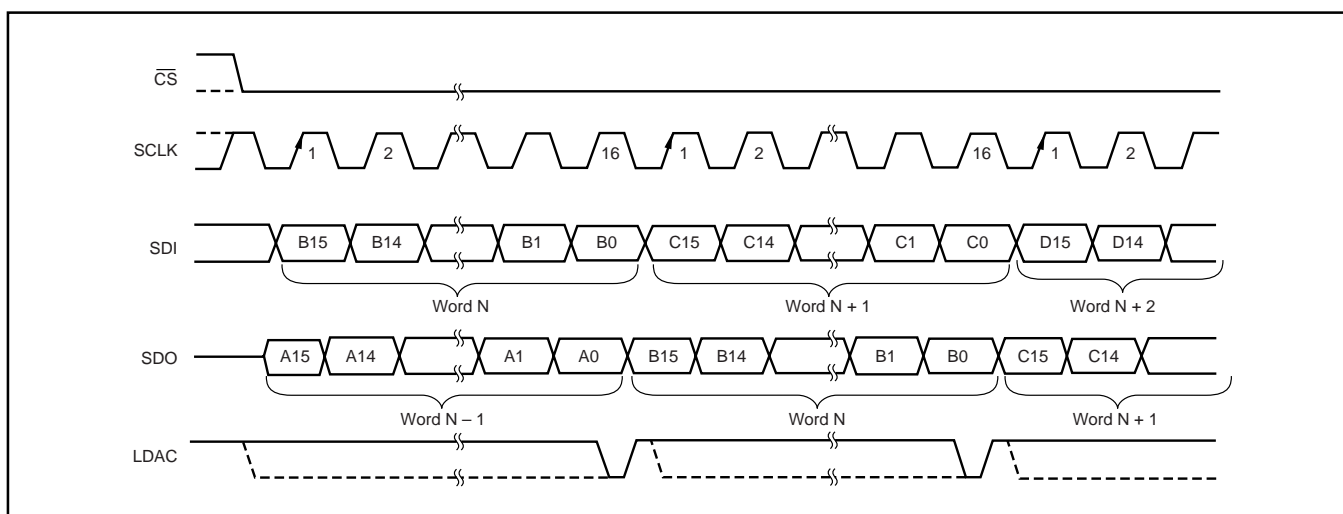 CS
SCLK 1 2 16 1 2 16 1 2
SDI B15 B14 B1 B0 C15 C14 C1 C0 D15 D14
Word N Word N + 1 Word N + 2
SDO A15 A14 A1 A0 B15 B14 B1 B0 C15 C14
Word N – 1 Word N Word N + 1
LDAC